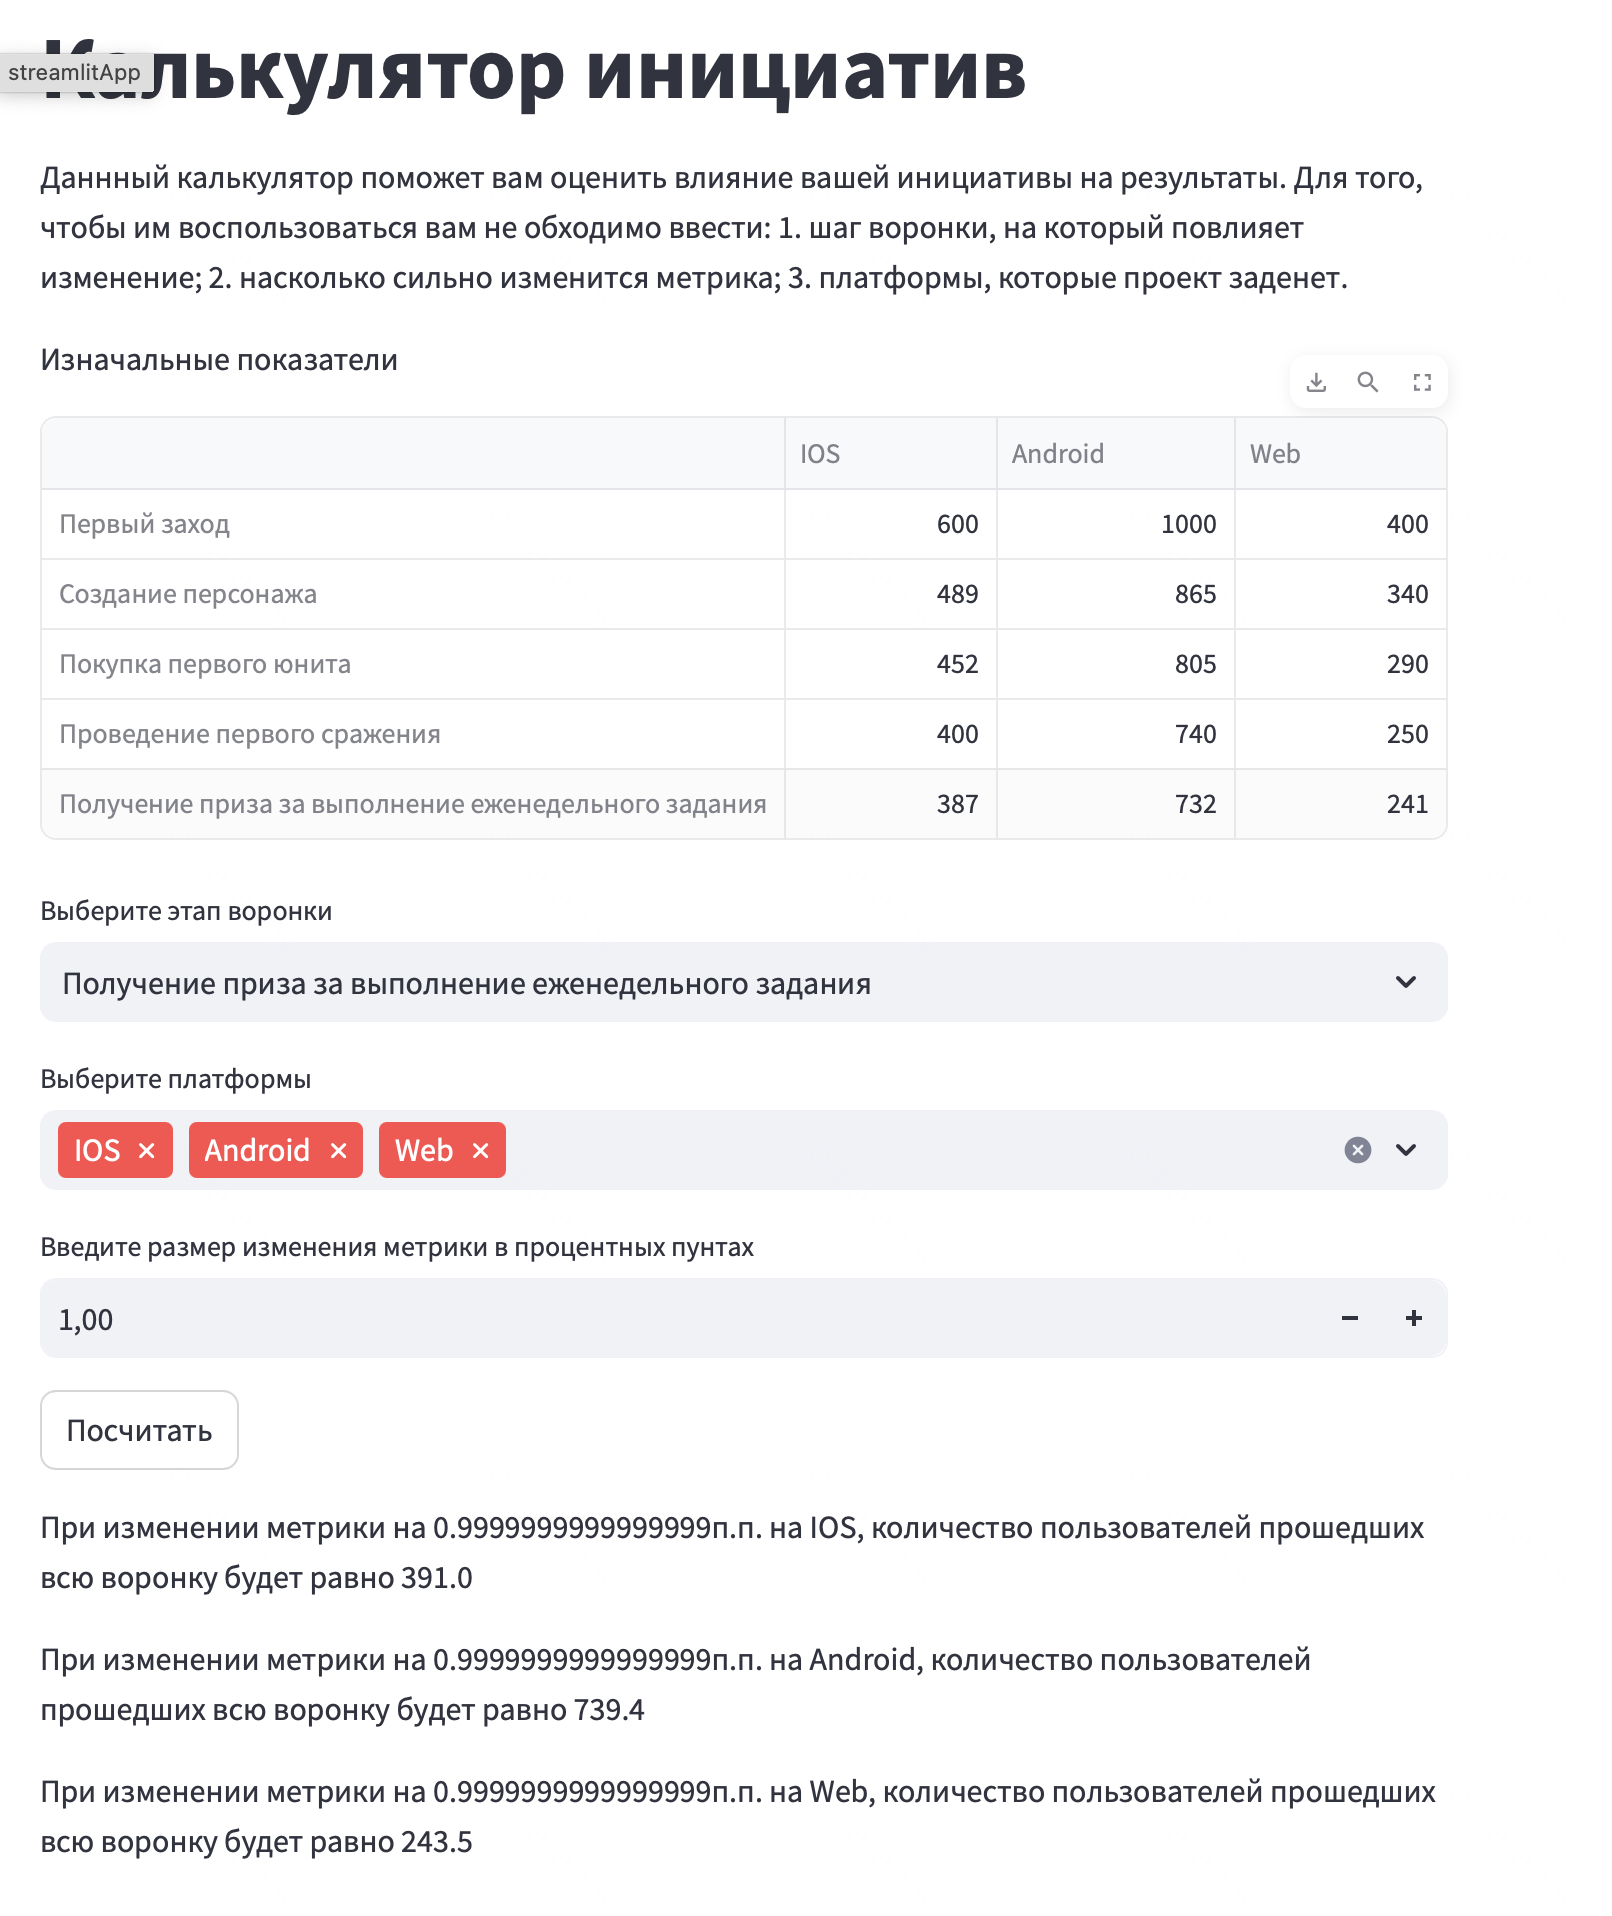 Калькулятор инициатив
streamlitApp
Даннный калькулятор поможет вам оценить влияние вашей инициативы на результаты. Для того,
чтобы им воспользоваться вам не обходимо ввести: 1. шаг воронки, на который повлияет
изменение; 2. насколько сильно изменится метрика; 3. платформы, которые проект заденет.
Изначальные показатели
IOS Android Web
Первый заход 600 1000 400
Создание персонажа 489 865 340
Покупка первого юнита 452 805 290
Проведение первого сражения 400 740 250
Получение приза за выполнение еженедельного задания 387 732 241
Выберите этап воронки
Получение приза за выполнение еженедельного задания
Выберите платформы
IOS Android Web
Введите размер изменения метрики в процентных пунтах
1,00
Посчитать
При изменении метрики на 0.9999999999999999п.п. на IOS, количество пользователей прошедших
всю воронку будет равно 391.0
При изменении метрики на 0.9999999999999999п.п. на Android, количество пользователей
прошедших всю воронку будет равно 739.4
При изменении метрики на 0.9999999999999999п.п. на Web, количество пользователей прошедших
всю воронку будет равно 243.5